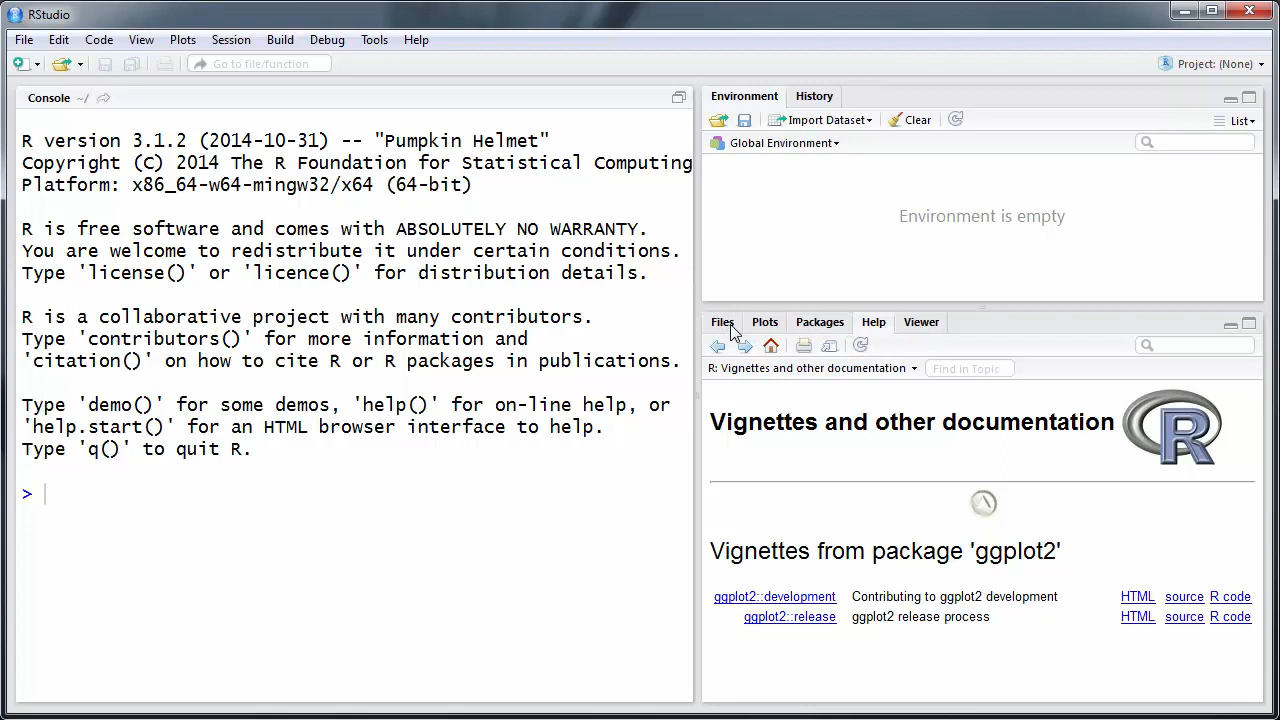 RStudio
File Edit Code View Plots Session Build Debug Tools Help
Go to file/function
Project: (None)
Console ~/
R version 3.1.2 (2014-10-31) -- "Pumpkin Helmet"
Copyright (C) 2014 The R Foundation for Statistical Computing
Platform: x86_64-w64-mingw32/x64 (64-bit)
R is free software and comes with ABSOLUTELY NO WARRANTY.
You are welcome to redistribute it under certain conditions.
Type 'license()' or 'licence()' for distribution details.
R is a collaborative project with many contributors.
Type 'contributors()' for more information and
'citation()' on how to cite R or R packages in publications.
Type 'demo()' for some demos, 'help()' for on-line help, or
'help.start()' for an HTML browser interface to help.
Type 'q()' to quit R.
>
Environment History
Import Dataset Clear List
Global Environment
Environment is empty
Files Plots Packages Help Viewer
R: Vignettes and other documentation Find in Topic
Vignettes and other documentation R
Vignettes from package 'ggplot2'
ggplot2::development Contributing to ggplot2 development HTML source R code
ggplot2::release ggplot2 release process HTML source R code